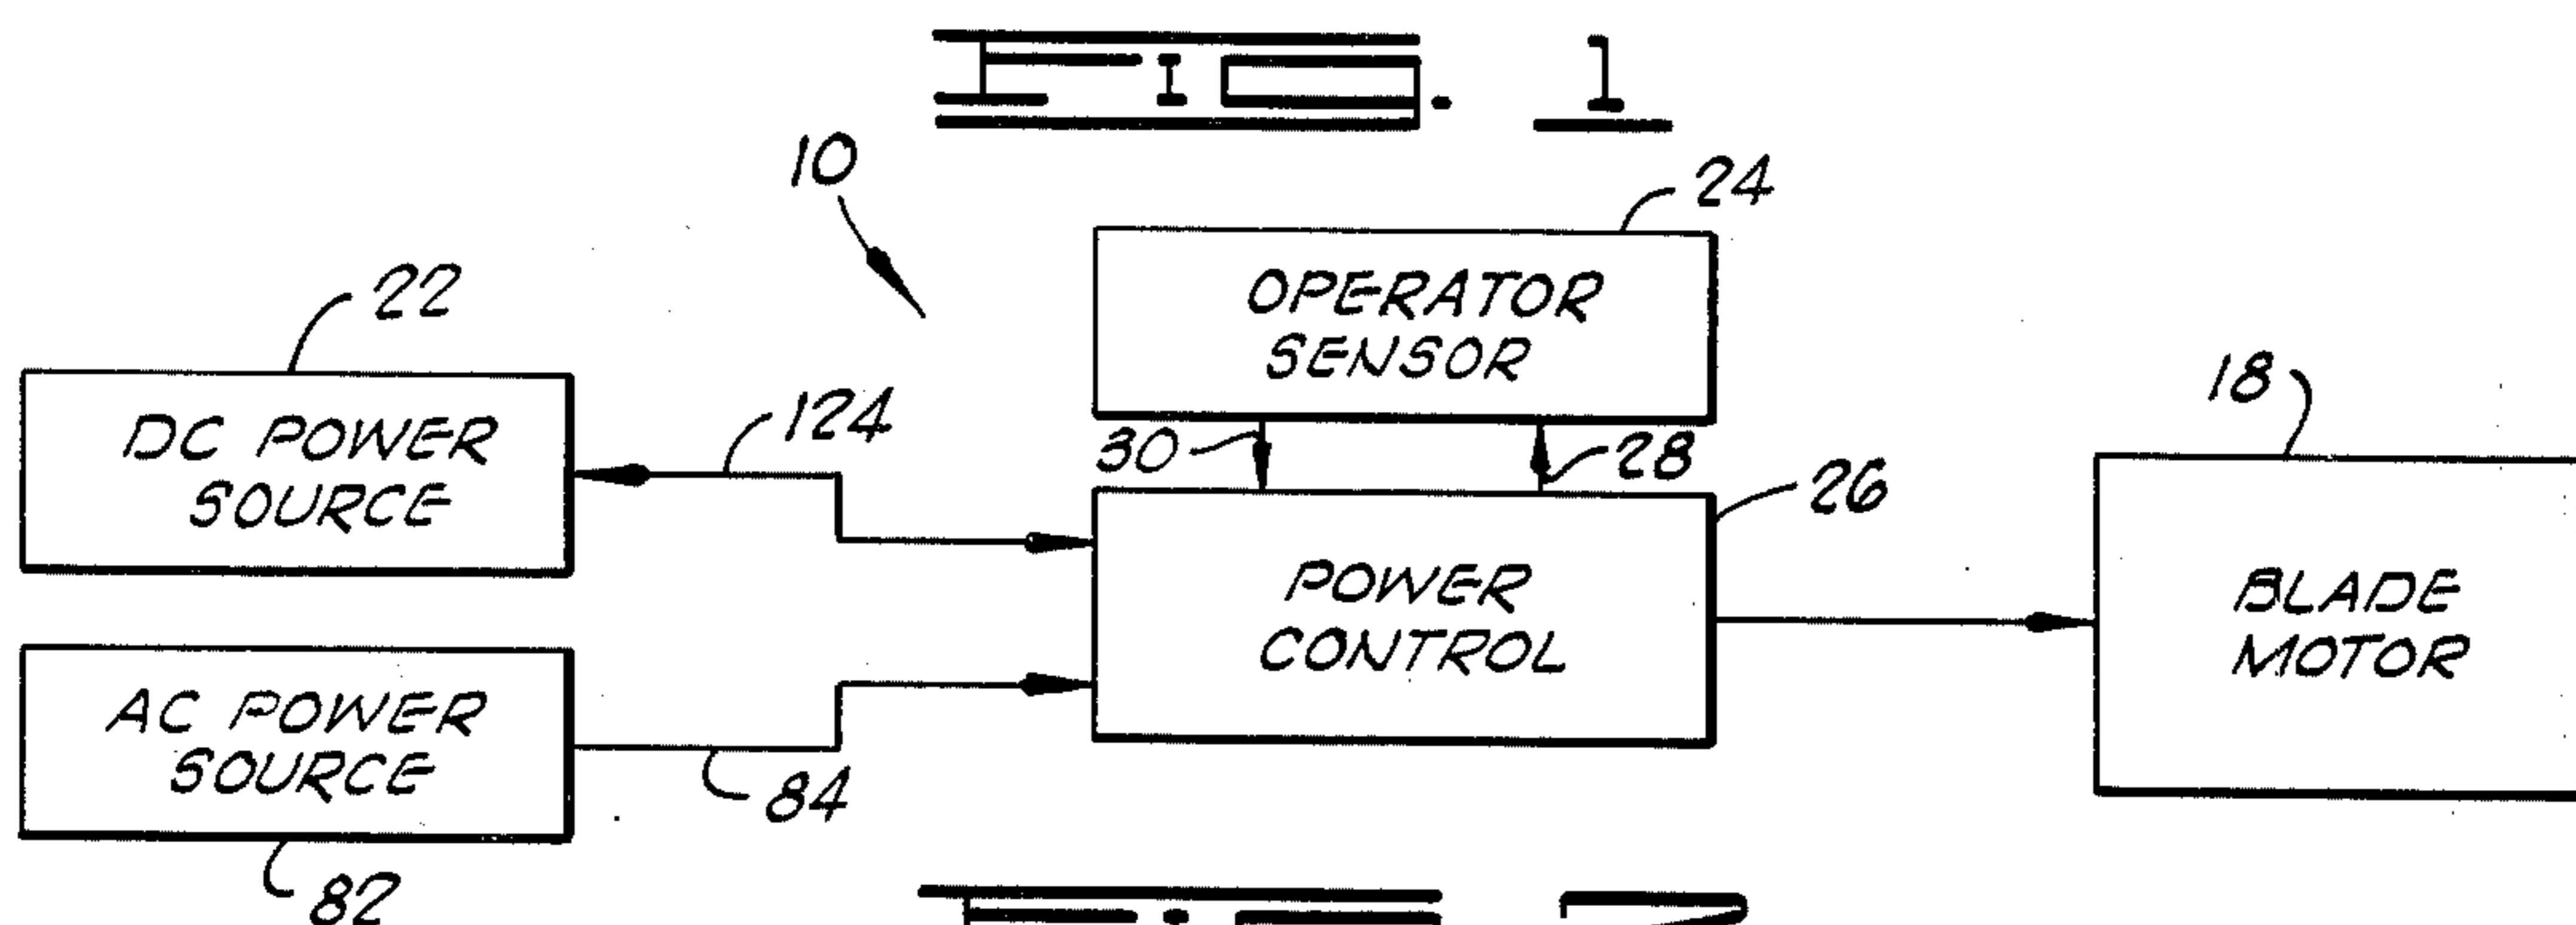 FIG. 1
10
24
OPERATOR
SENSOR
22
DC POWER
SOURCE
124
30
28
26
18
POWER
CONTROL
BLADE
MOTOR
AC POWER
SOURCE
84
82